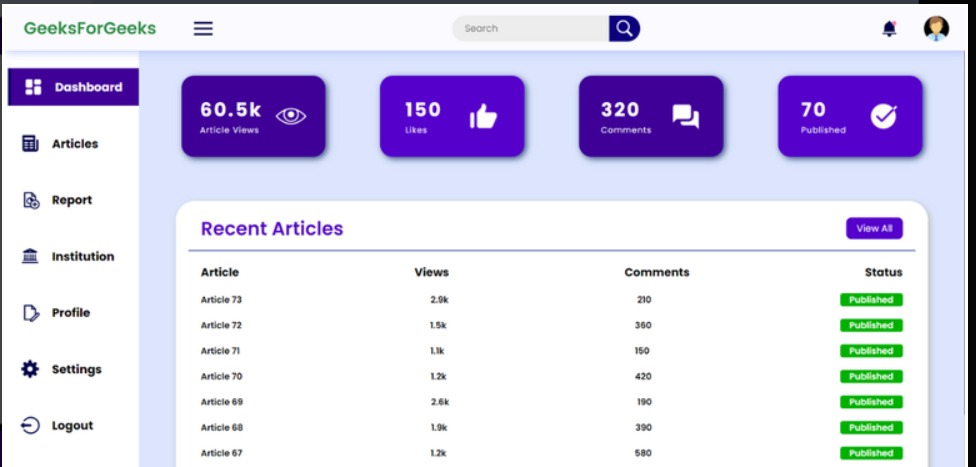 GeeksForGeeks
Search
Dashboard
Articles
Report
Institution
Profile
Settings
Logout
60.5k
Article Views
150
Likes
320
Comments
70
Published
Recent Articles
View All
Article Views Comments Status
Article 73 2.9k 210 Published
Article 72 1.5k 360 Published
Article 71 1.1k 150 Published
Article 70 1.2k 420 Published
Article 69 2.6k 190 Published
Article 68 1.9k 390 Published
Article 67 1.2k 580 Published